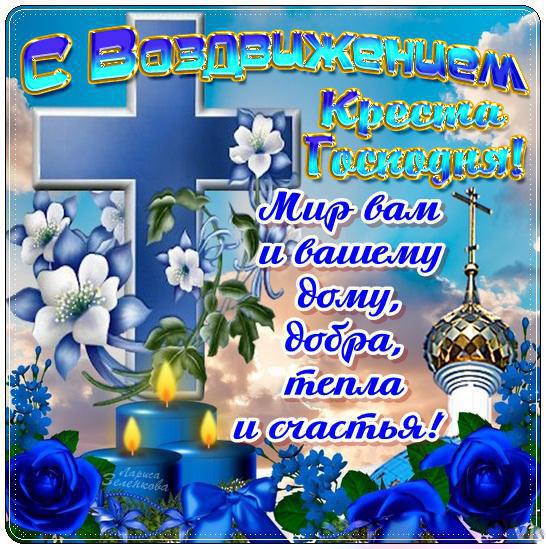 С Воздвижением
Креста
Господня!
Мир вам
и вашему
дому,
добра,
тепла
и счастья!
Лариса
Зеленкова